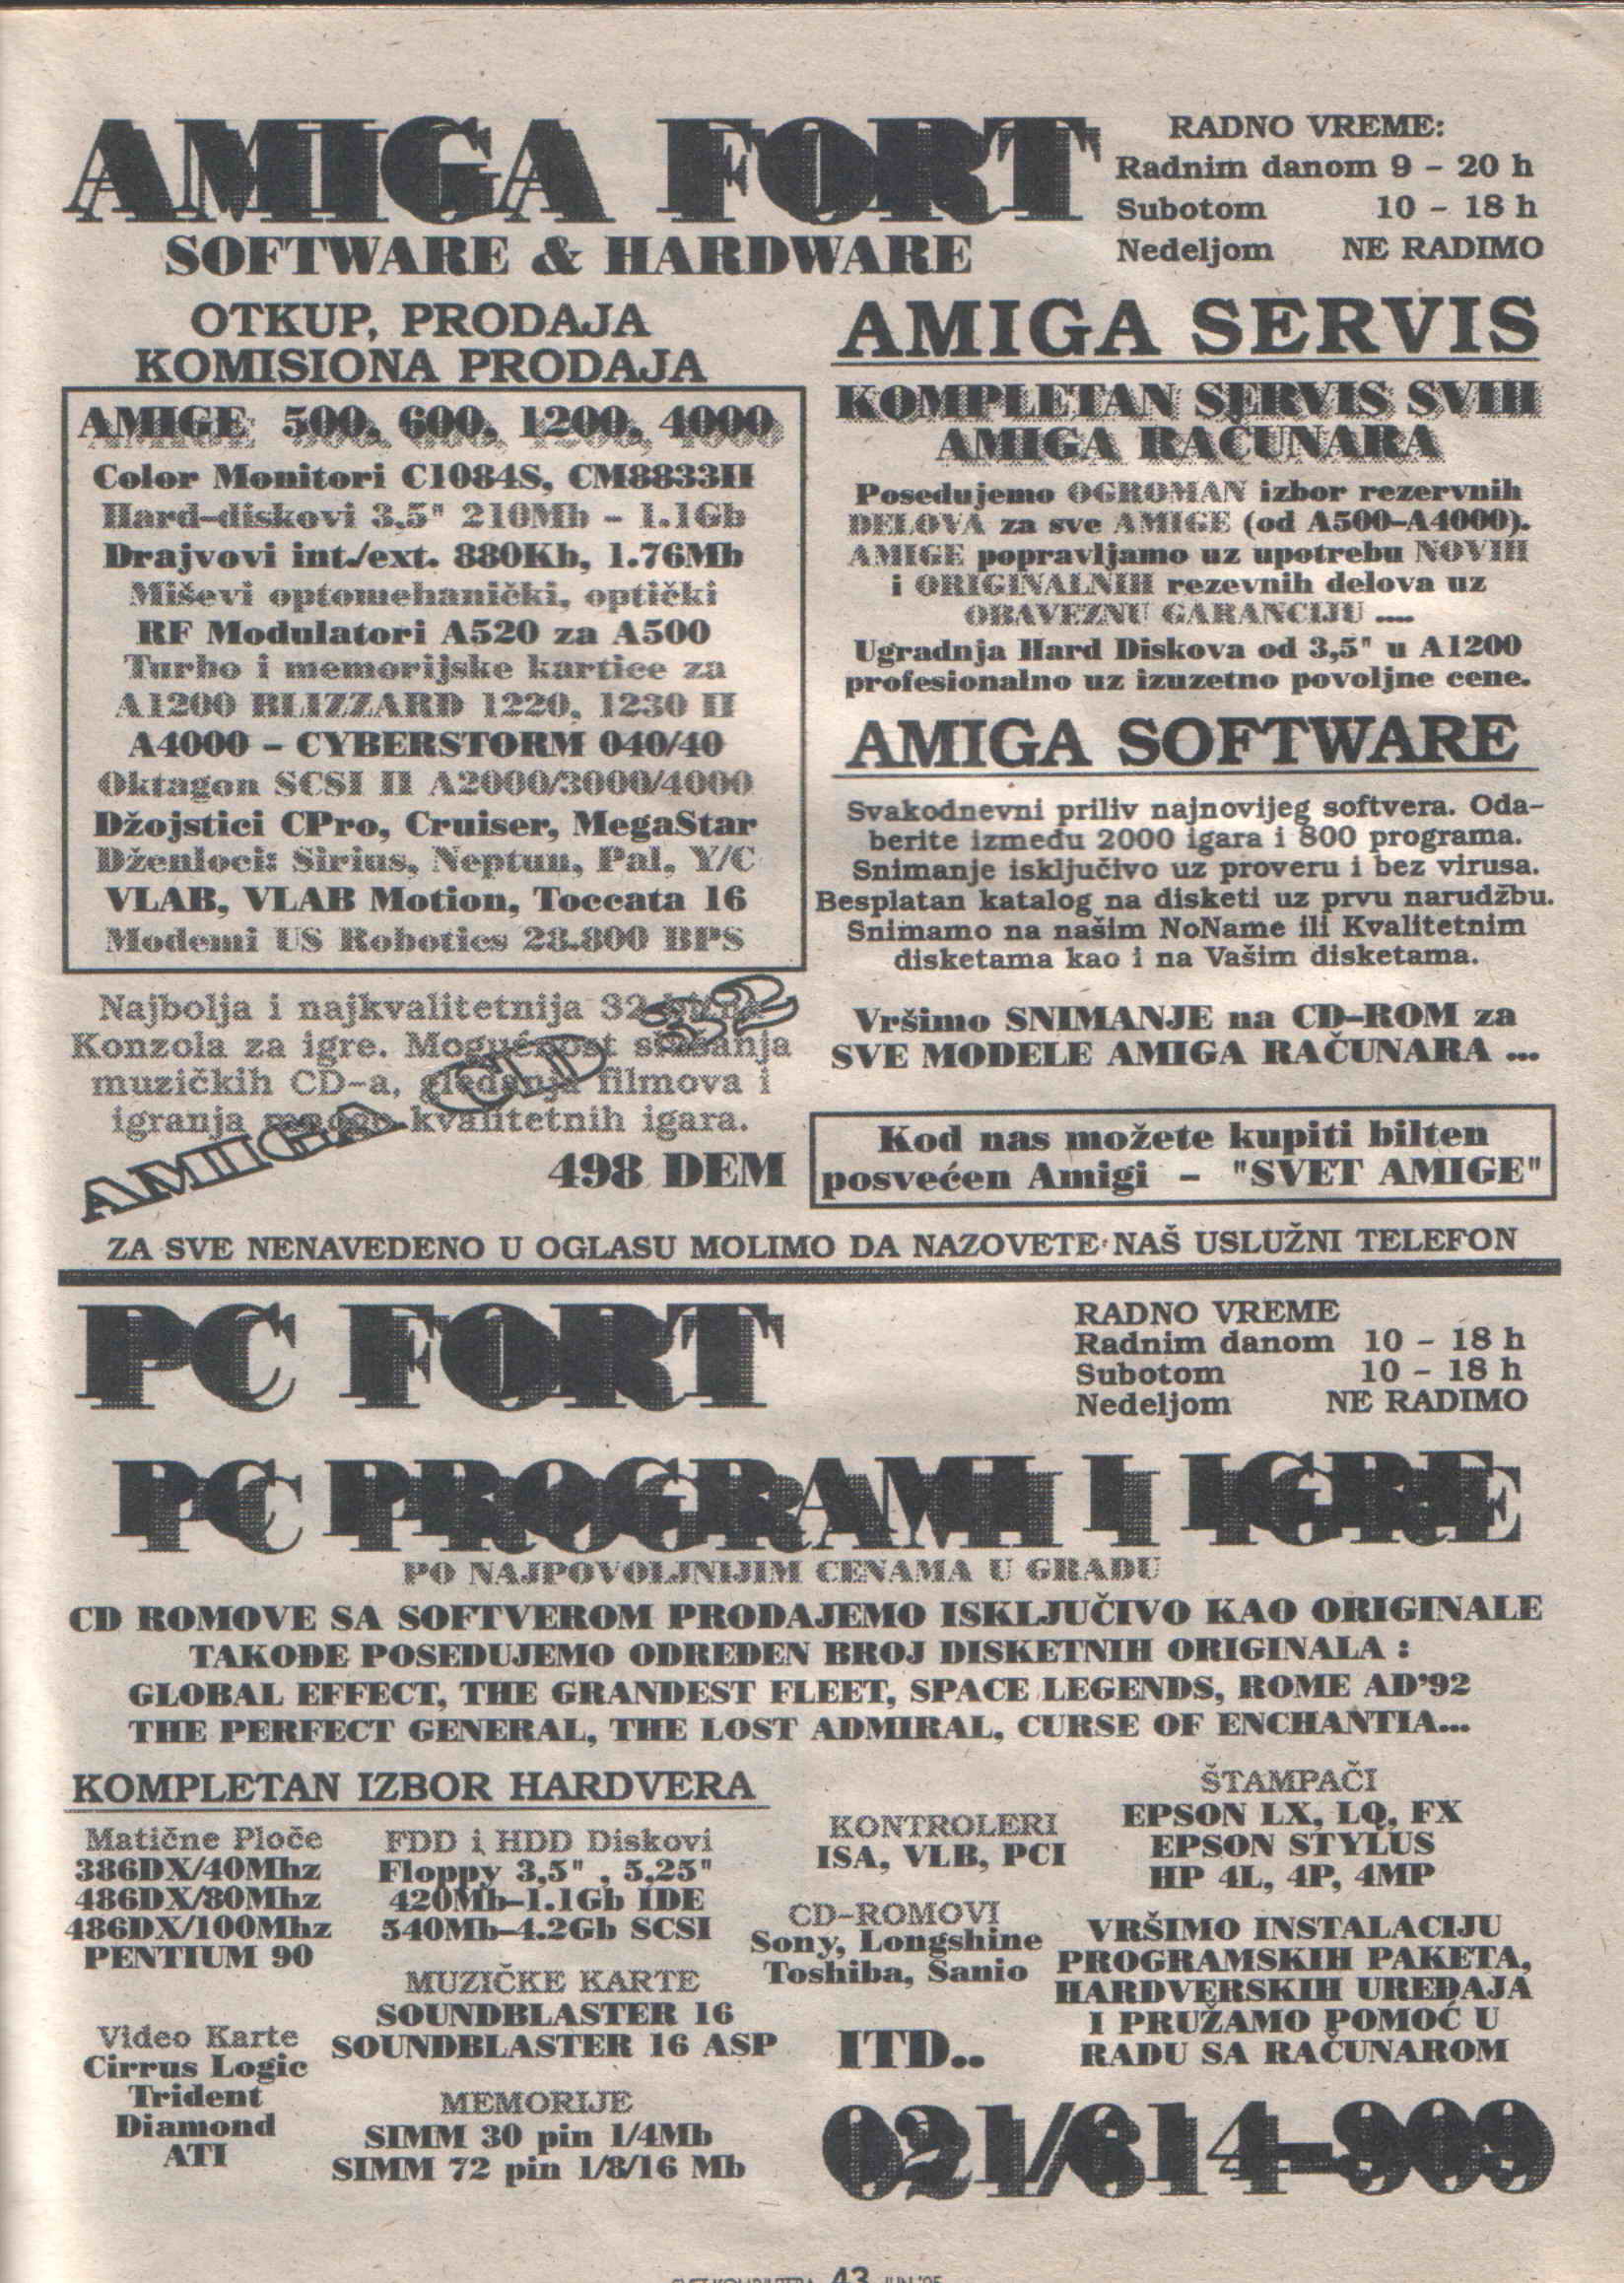 AMIGA FORT
SOFTWARE & HARDWARE
RADNO VREME:
Radnim danom 9 - 20 h
Subotom 10 - 18 h
Nedeljom NE RADIMO
OTKUP, PRODAJA
KOMISIONA PRODAJA
AMIGE 500, 600, 1200, 4000
Color Monitori C1084S, CM8833II
Hard-diskovi 3,5" 210Mb - 1.1Gb
Drajvovi int./ext. 880Kb, 1.76Mb
Miševi optomehanički, optički
RF Modulatori A520 za A500
Turbo i memorijske kartice za
A1200 BLIZZARD 1220, 1230 II
A4000 - CYBERSTORM 040/40
Oktagon SCSI II A2000/3000/4000
Džojstici CPro, Cruiser, MegaStar
Dženloci: Sirius, Neptun, Pal, Y/C
VLAB, VLAB Motion, Toccata 16
Modemi US Robotics 28.800 BPS
Najbolja i najkvalitetnija 32 bitna
Konzola za igre. Mogućnost slušanja
muzičkih CD-a, gledanja filmova i
igranja mnogo kvalitetnih igara.
AMIGA CD 32
498 DEM
AMIGA SERVIS
KOMPLETAN SERVIS SVIH
AMIGA RAČUNARA
Posedujemo OGROMAN izbor rezervnih
DELOVA za sve AMIGE (od A500-A4000).
AMIGE popravljamo uz upotrebu NOVIH
i ORIGINALNIH rezevnih delova uz
OBAVEZNU GARANCIJU ....
Ugradnja Hard Diskova od 3,5" u A1200
profesionalno uz izuzetno povoljne cene.
AMIGA SOFTWARE
Svakodnevni priliv najnovijeg softvera. Oda-
berite između 2000 igara i 800 programa.
Snimanje isključivo uz proveru i bez virusa.
Besplatan katalog na disketi uz prvu narudžbu.
Snimamo na našim NoName ili Kvalitetnim
disketama kao i na Vašim disketama.
Vršimo SNIMANJE na CD-ROM za
SVE MODELE AMIGA RAČUNARA ...
Kod nas možete kupiti bilten
posvećen Amigi - "SVET AMIGE"
ZA SVE NENAVEDENO U OGLASU MOLIMO DA NAZOVETE NAŠ USLUŽNI TELEFON
PC FORT
RADNO VREME
Radnim danom 10 - 18 h
Subotom 10 - 18 h
Nedeljom NE RADIMO
PC PROGRAMI I IGRE
PO NAJPOVOLJNIJIM CENAMA U GRADU
CD ROMOVE SA SOFTVEROM PRODAJEMO ISKLJUČIVO KAO ORIGINALE
TAKOĐE POSEDUJEMO ODREĐEN BROJ DISKETNIH ORIGINALA :
GLOBAL EFFECT, THE GRANDEST FLEET, SPACE LEGENDS, ROME AD'92
THE PERFECT GENERAL, THE LOST ADMIRAL, CURSE OF ENCHANTIA...
KOMPLETAN IZBOR HARDVERA
Matične Ploče
386DX/40Mhz
486DX/80Mhz
486DX/100Mhz
PENTIUM 90
Video Karte
Cirrus Logic
Trident
Diamond
ATI
FDD i HDD Diskovi
Floppy 3,5" , 5,25"
420Mb-1.1Gb IDE
540Mb-4.2Gb SCSI
MUZIČKE KARTE
SOUNDBLASTER 16
SOUNDBLASTER 16 ASP
MEMORIJE
SIMM 30 pin 1/4Mb
SIMM 72 pin 1/8/16 Mb
KONTROLERI
ISA, VLB, PCI
CD-ROMOVI
Sony, Longshine
Toshiba, Sanio
ITD..
ŠTAMPAČI
EPSON LX, LQ, FX
EPSON STYLUS
HP 4L, 4P, 4MP
VRŠIMO INSTALACIJU
PROGRAMSKIH PAKETA,
HARDVERSKIH UREĐAJA
I PRUŽAMO POMOĆ U
RADU SA RAČUNAROM
021/614-909
SVET KOMPJUTERA 43 JUN '95